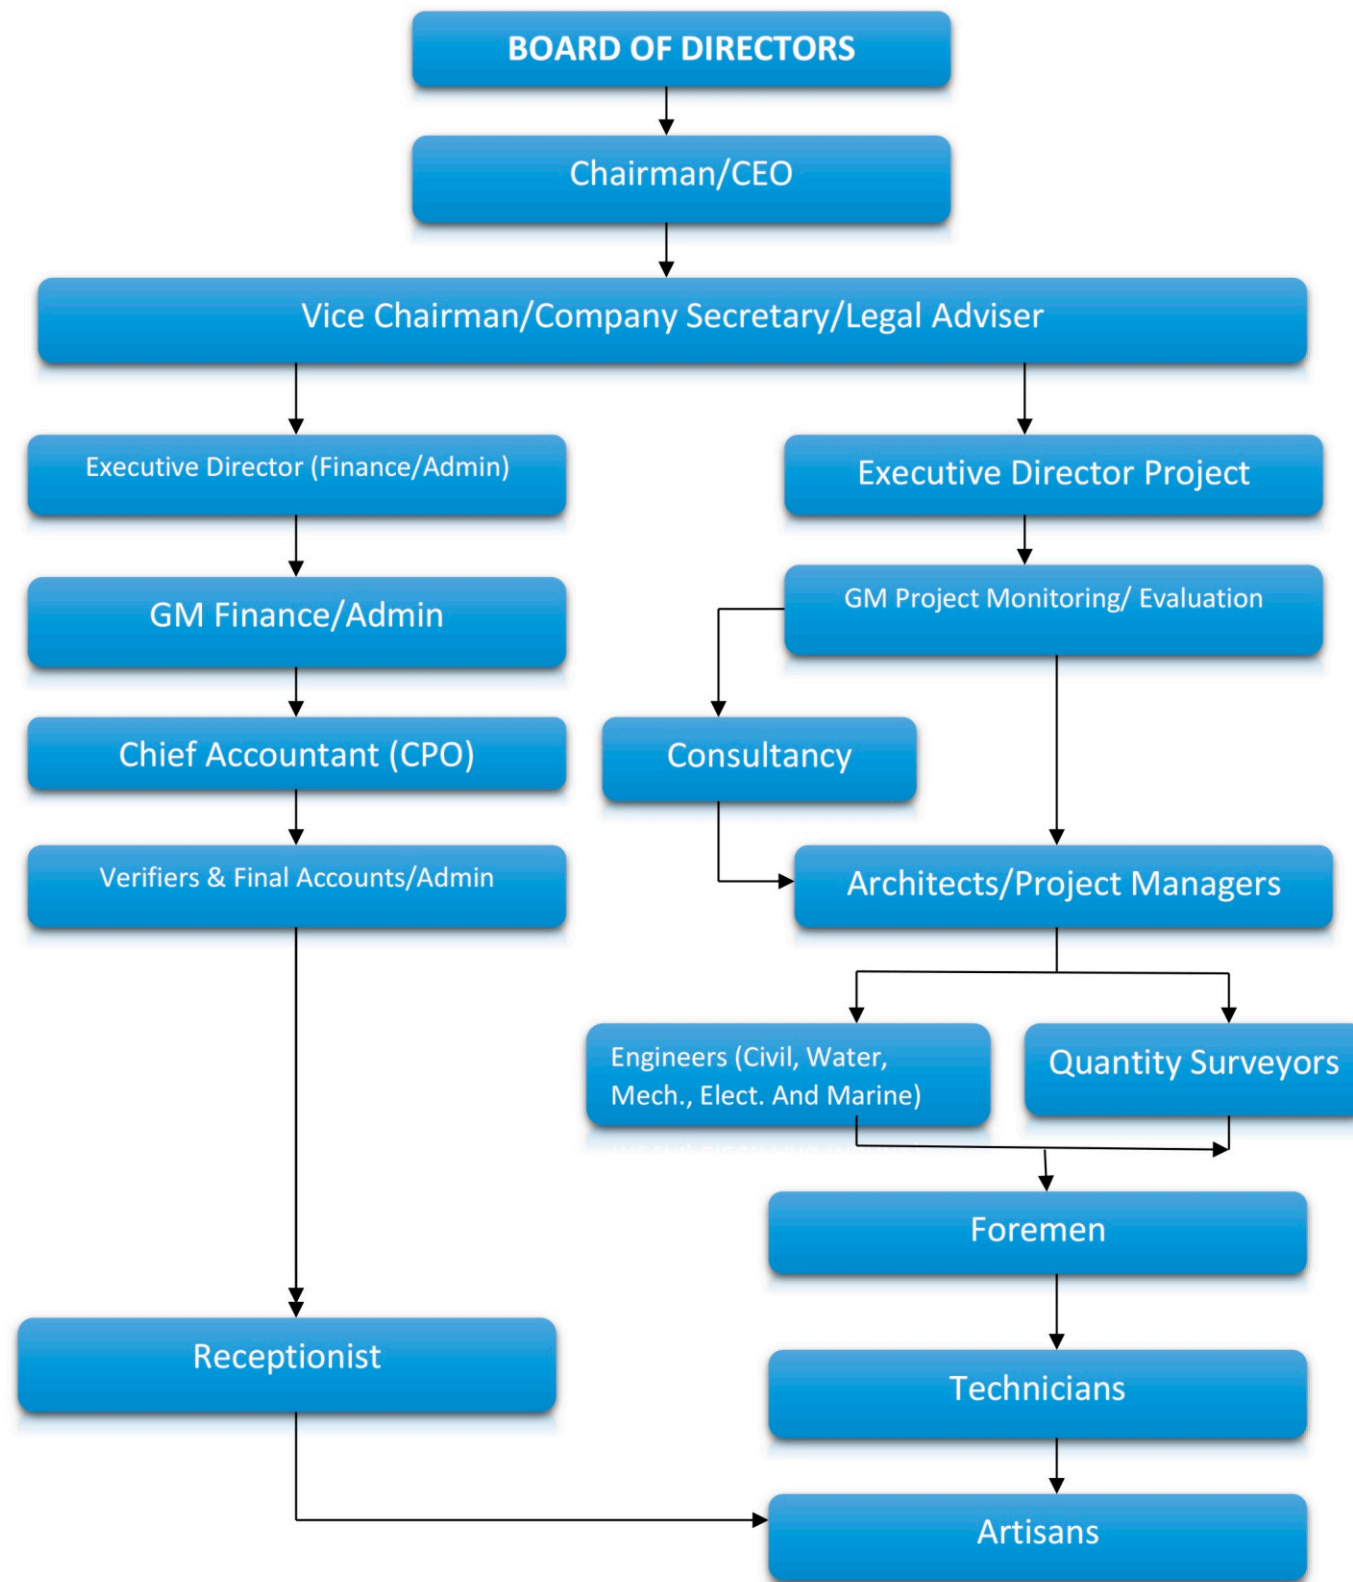 BOARD OF DIRECTORS
Chairman/CEO
Vice Chairman/Company Secretary/Legal Adviser
Executive Director (Finance/Admin)
Executive Director Project
GM Finance/Admin
GM Project Monitoring/ Evaluation
Chief Accountant (CPO)
Consultancy
Verifiers & Final Accounts/Admin
Architects/Project Managers
Engineers (Civil, Water,
Mech., Elect. And Marine)
Quantity Surveyors
Foremen
Receptionist
Technicians
Artisans